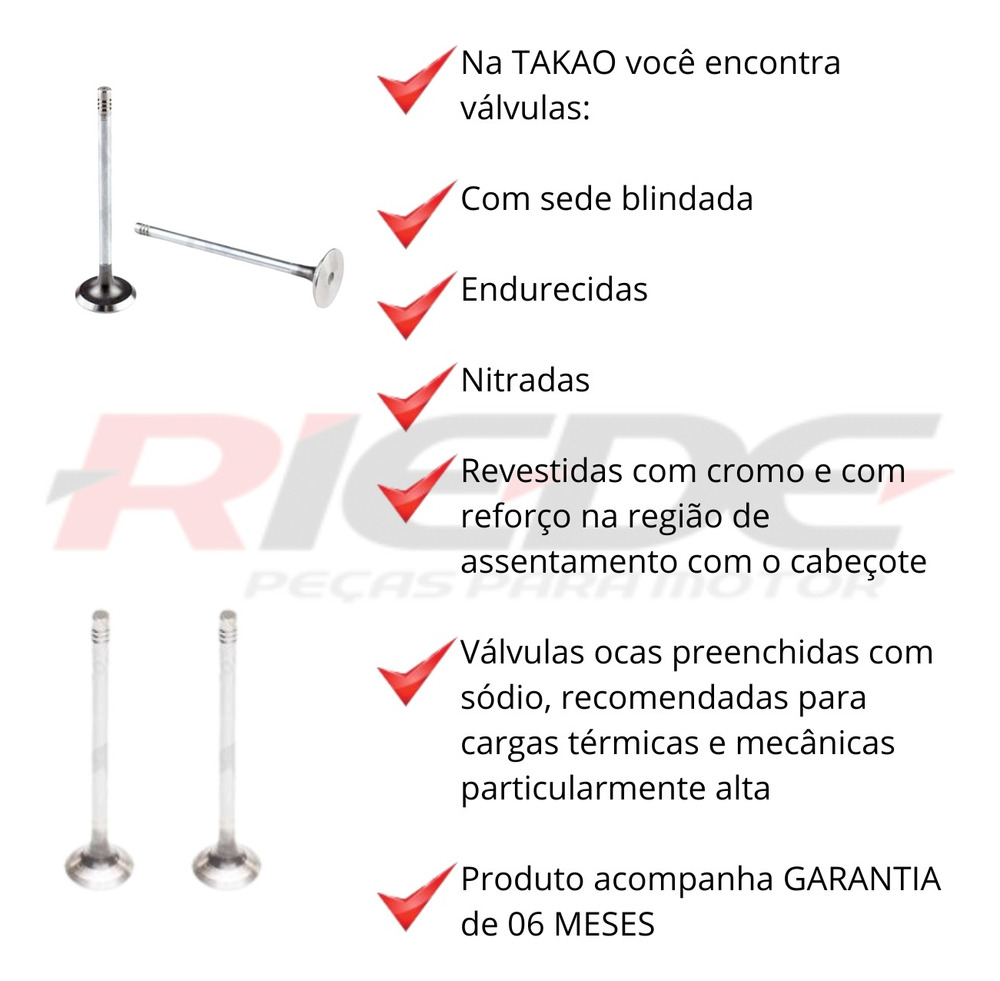 Na TAKAO você encontra
válvulas:
Com sede blindada
Endurecidas
Nitradas
Revestidas com cromo e com
reforço na região de
assentamento com o cabeçote
RIEDE
PEÇAS PARA MOTOR
Válvulas ocas preenchidas com
sódio, recomendadas para
cargas térmicas e mecânicas
particularmente alta
Produto acompanha GARANTIA
de 06 MESES